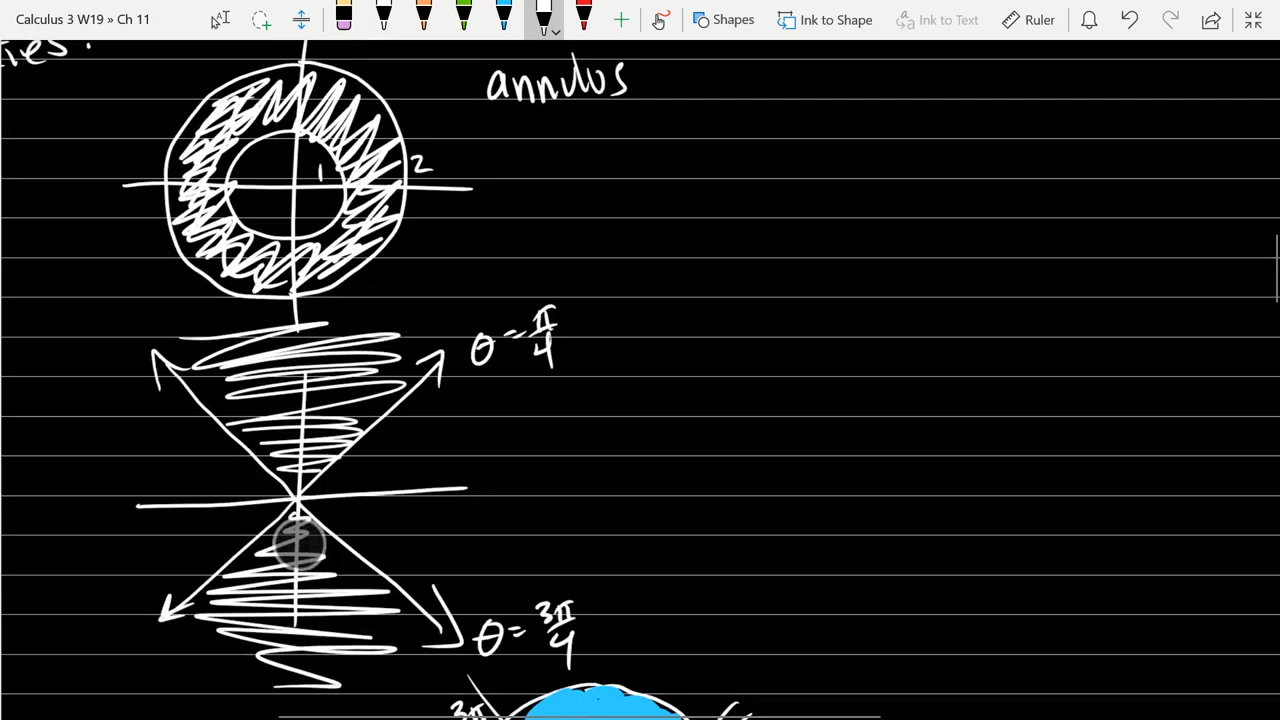 Calculus 3 W19 » Ch 11
Shapes
Ink to Shape
Ink to Text
Ruler
annulus
2
1
θ = π/4
θ = 3π/4
3π